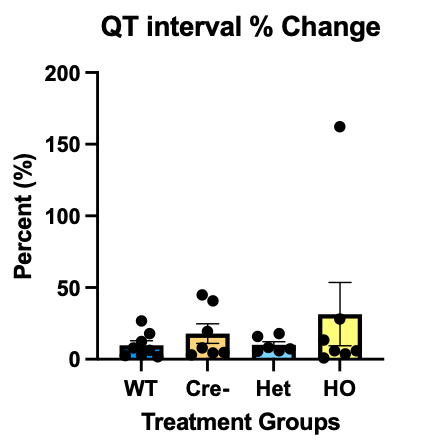 QT interval % Change
Percent (%)
200
150
100
50
0
WT Cre- Het HO
Treatment Groups